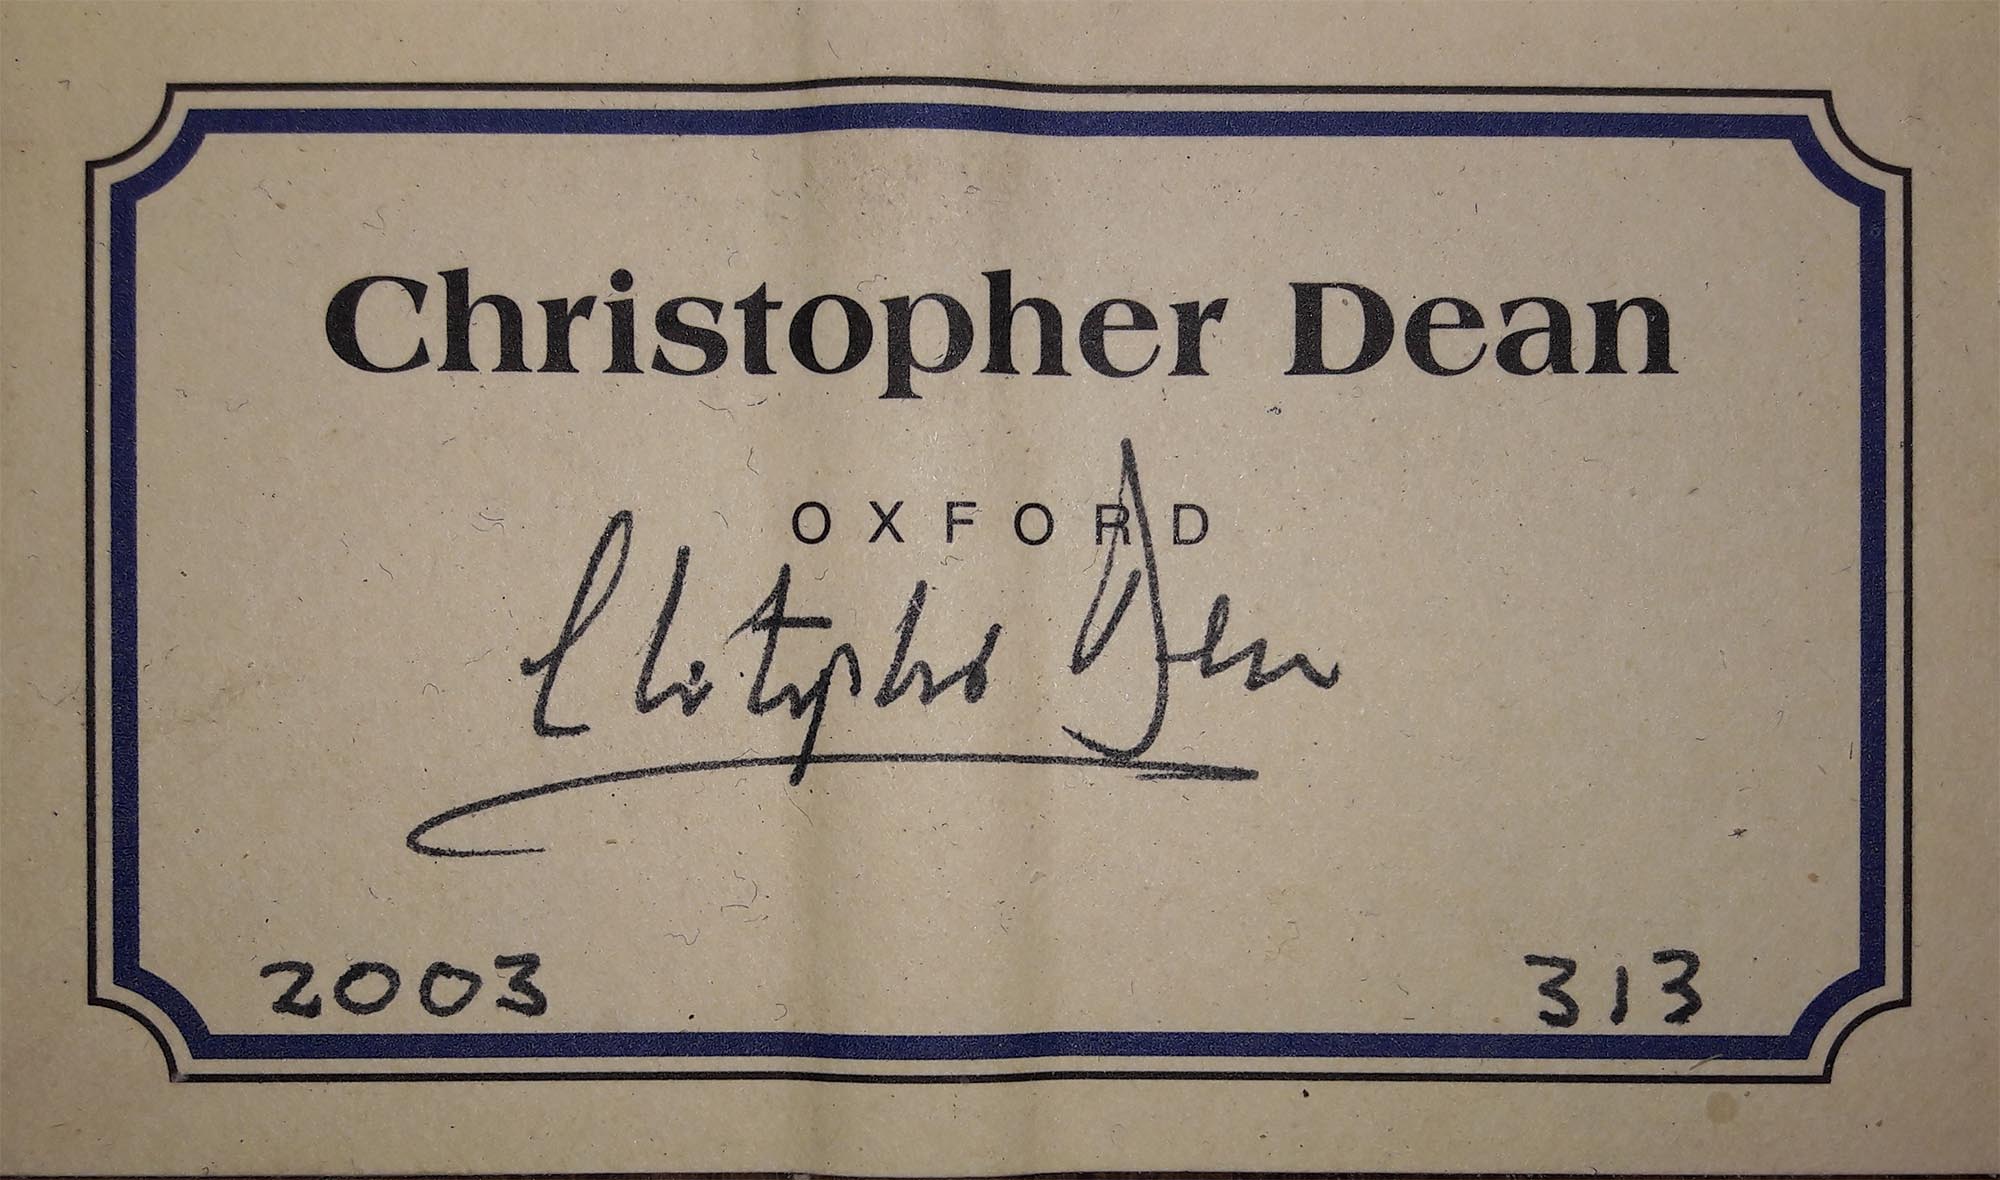 Christopher Dean
OXFORD
Christopher Dean
2003 313